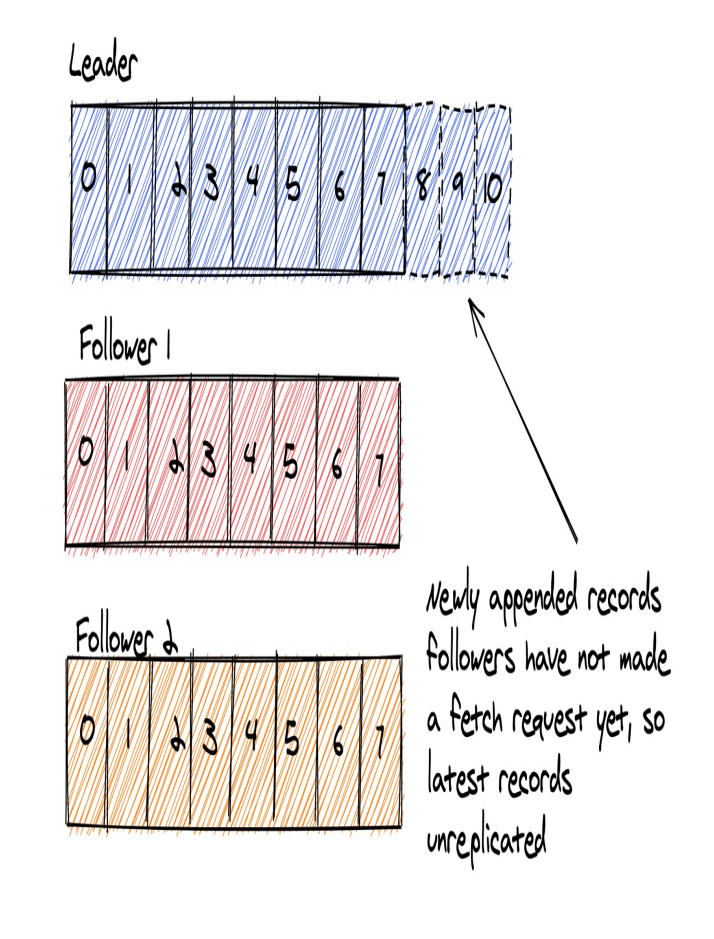 Leader
0 1 2 3 4 5 6 7 8 9 10
Follower 1
0 1 2 3 4 5 6 7
Follower 2
0 1 2 3 4 5 6 7
Newly appended records
followers have not made
a fetch request yet, so
latest records
unreplicated